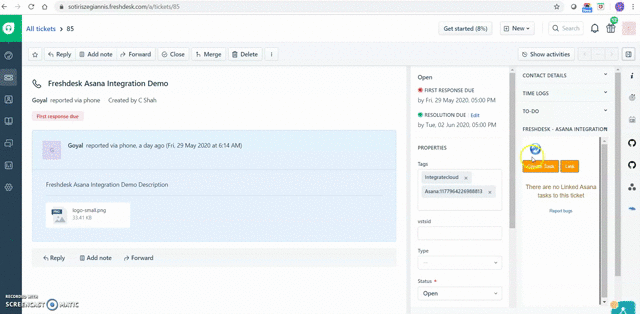 sotiriszegiannis.freshdesk.com/a/tickets/85
All tickets > 85
Get started (8%)
New
Search
Reply
Add note
Forward
Close
Merge
Delete
Show activities
Freshdesk Asana Integration Demo
Goyal reported via phone Created by C Shah
First response due
Goyal reported via phone, a day ago (Fri, 29 May 2020 at 6:14 AM)
Freshdesk Asana Integration Demo Description
logo-small.png
33.41 KB
Reply
Add note
Forward
Open
FIRST RESPONSE DUE
by Fri, 29 May 2020, 05:00 PM
RESOLUTION DUE Edit
by Tue, 02 Jun 2020, 05:00 PM
PROPERTIES
Tags
Integratecloud x
Type
--
Status *
Open
CONTACT DETAILS
TIME LOGS
TO-DO
FRESHDESK - ASANA INTEGRATION
Link
There are no Linked Asana
tasks to this ticket
Report bugs
RECORDED WITH
SCREENCAST MATIC